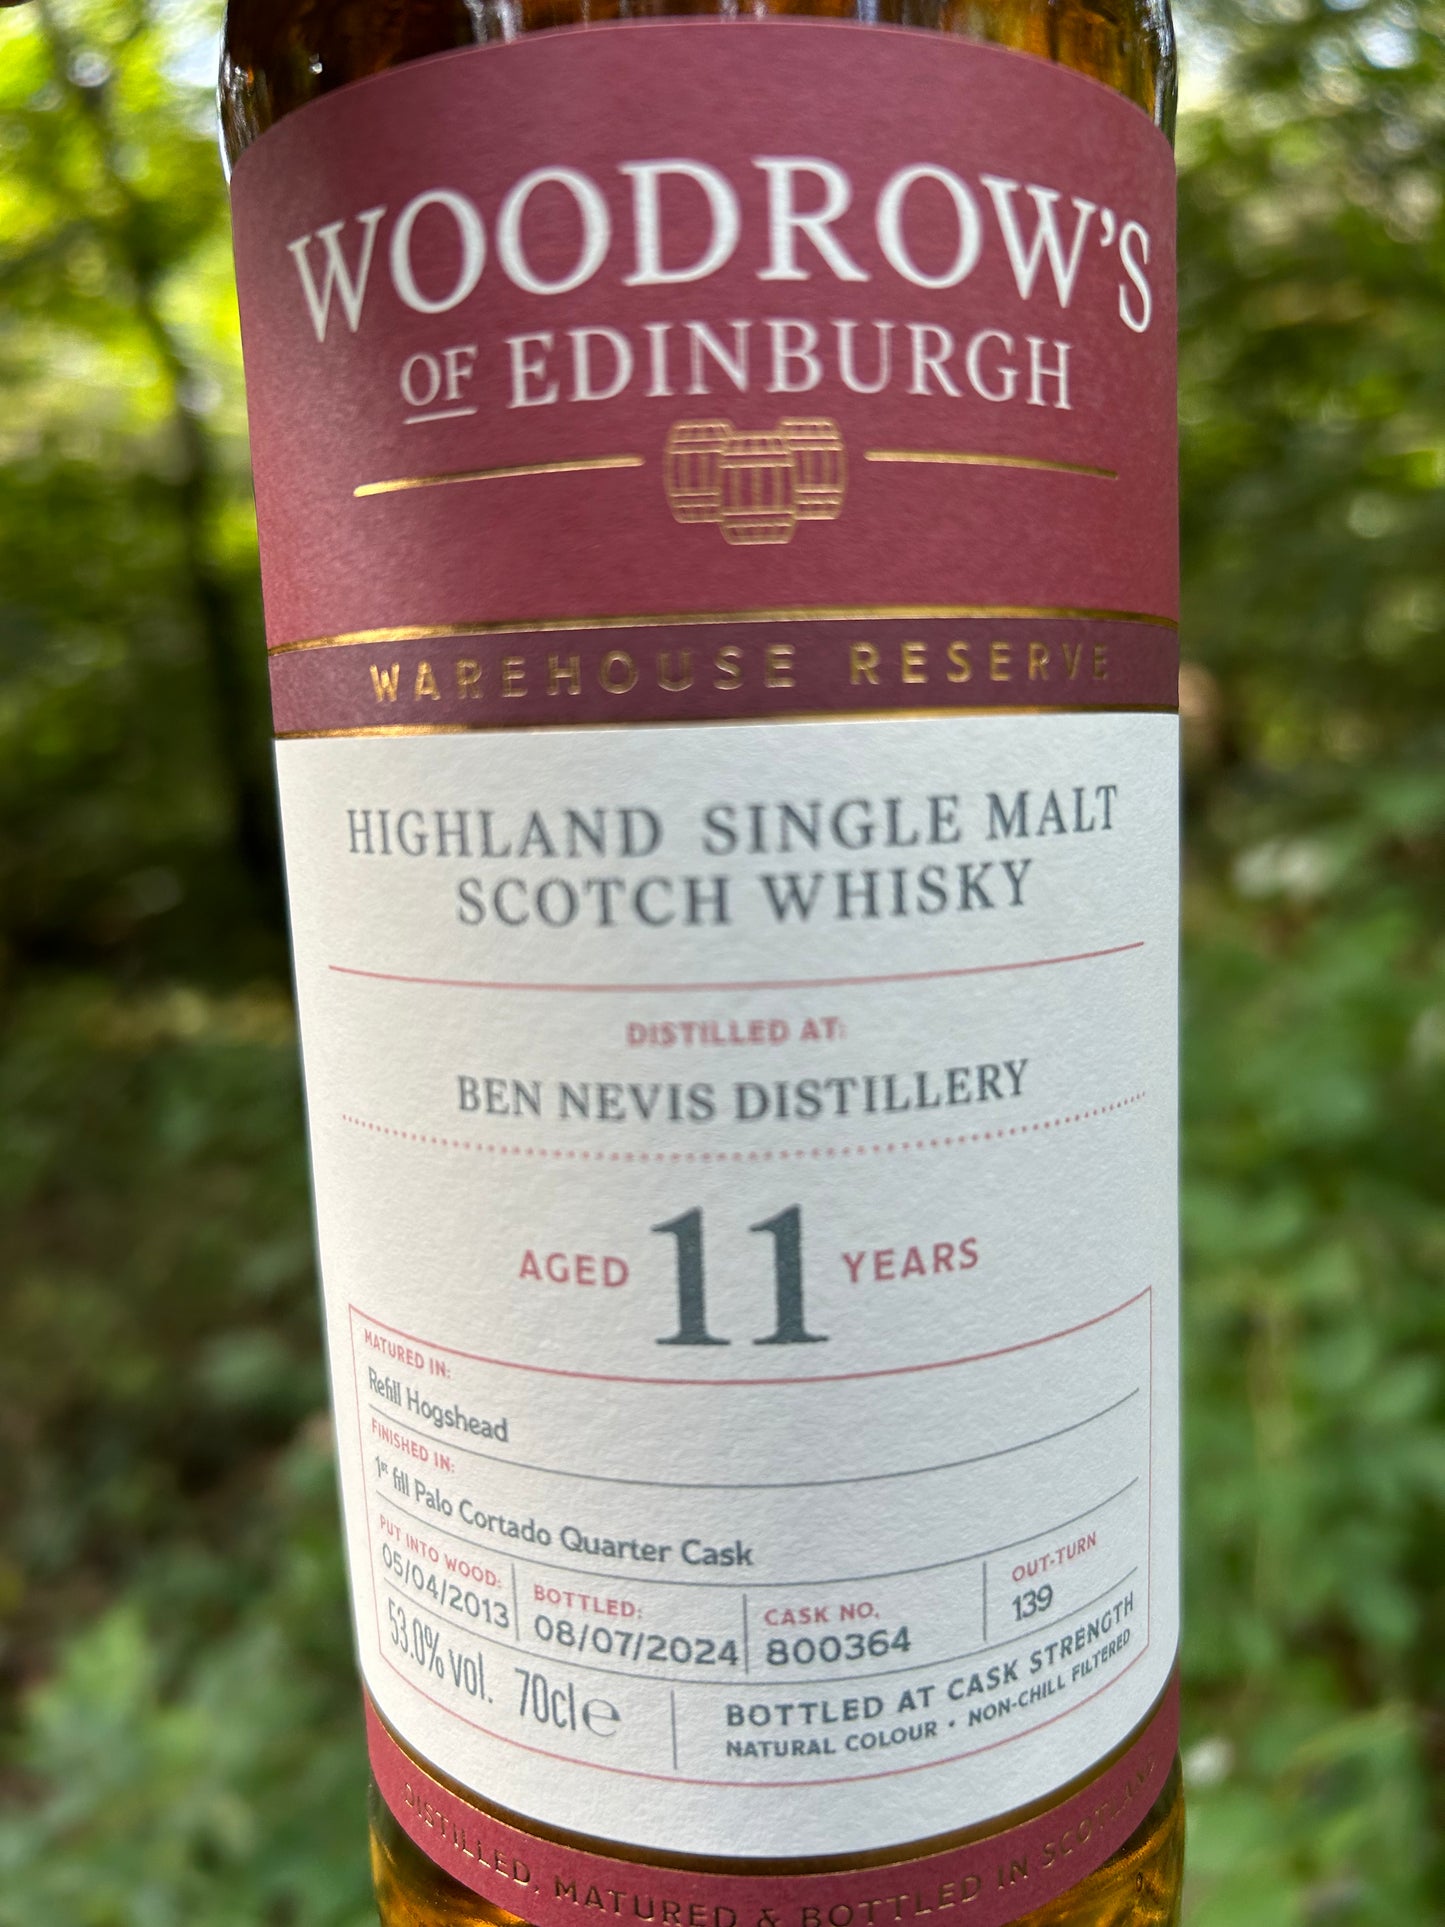 WOODROW'S
OF EDINBURGH
WAREHOUSE RESERVE
HIGHLAND SINGLE MALT
SCOTCH WHISKY
DISTILLED AT:
BEN NEVIS DISTILLERY
AGED 11 YEARS
MATURED IN:
Refill Hogshead
FINISHED IN:
1st fill Palo Cortado Quarter Cask
PUT INTO WOOD: BOTTLED: CASK NO. OUT-TURN
05/04/2013 08/07/2024 800364 139
53.0% vol. 70cl e
BOTTLED AT CASK STRENGTH
NATURAL COLOUR • NON-CHILL FILTERED
DISTILLED, MATURED & BOTTLED IN SCOTLAND